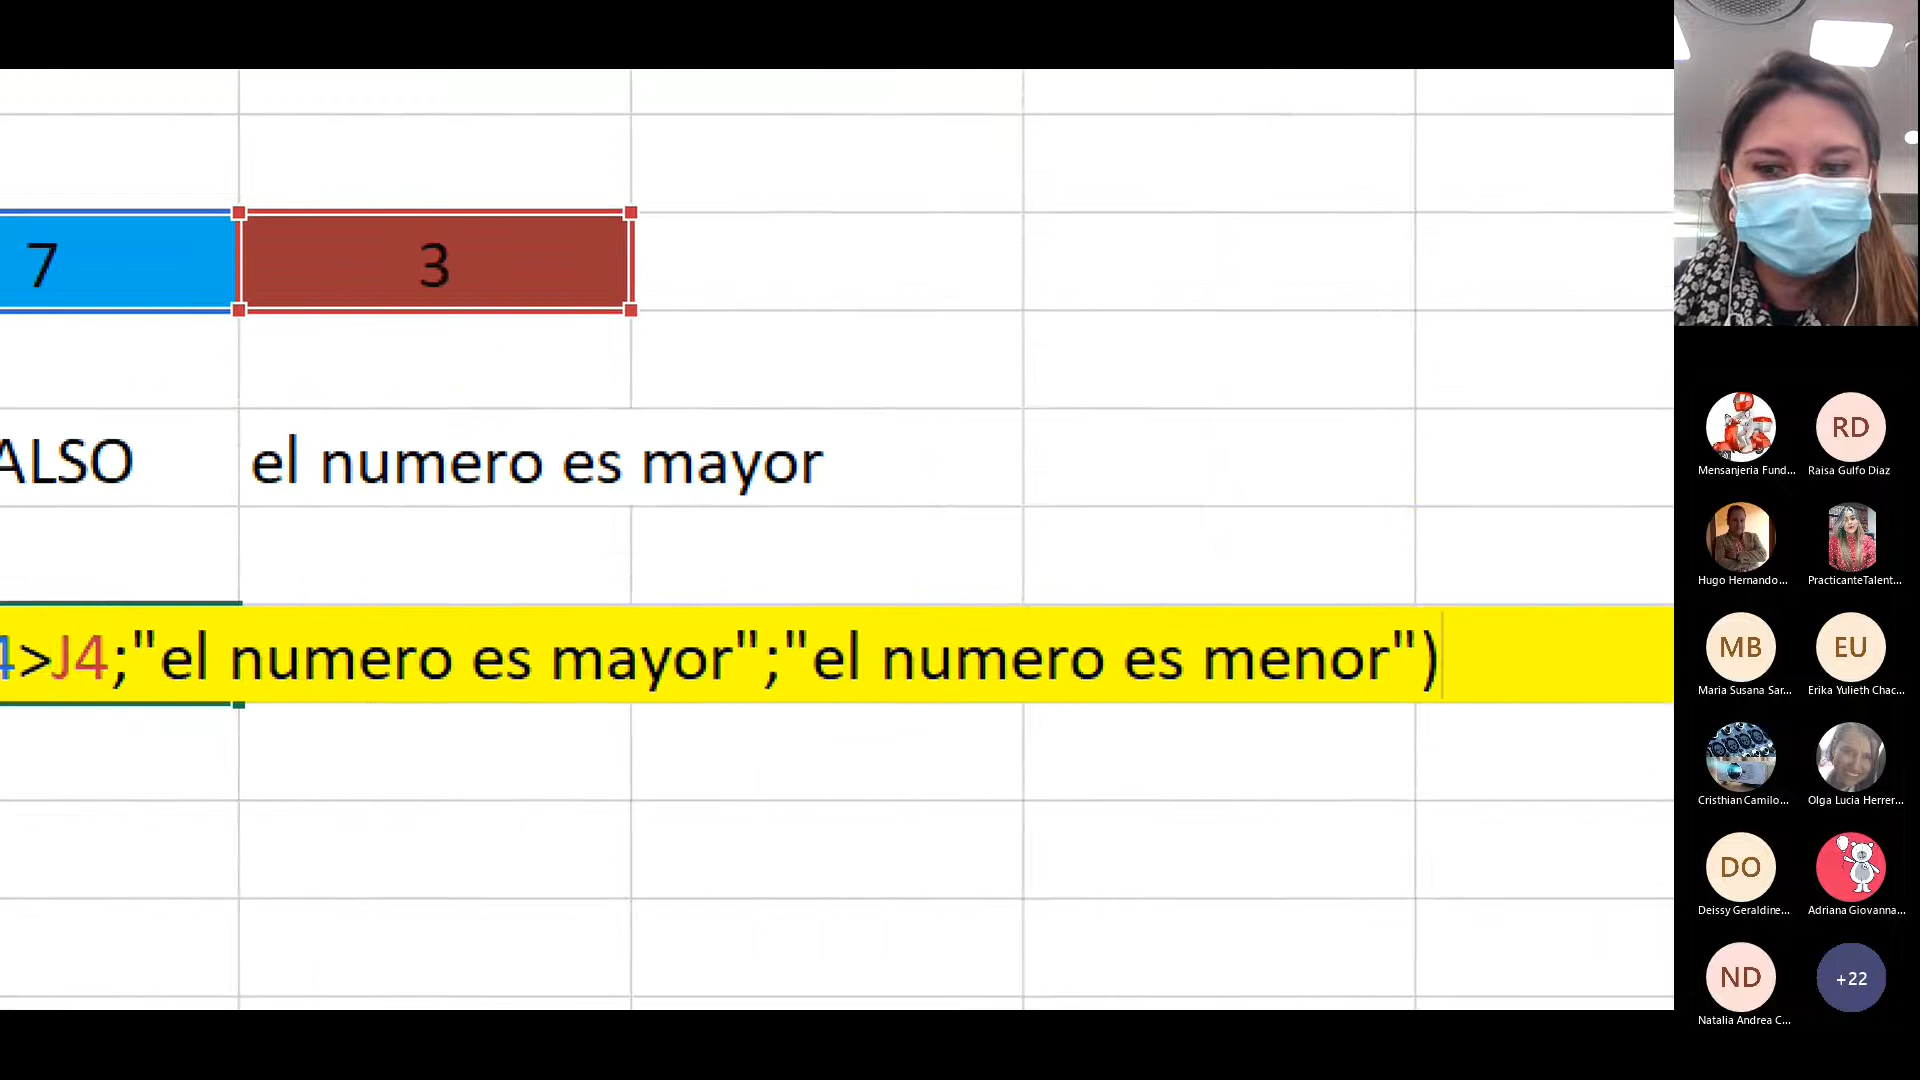 7
3
ALSO
el numero es mayor
4>J4;"el numero es mayor";"el numero es menor")
RD
Mensanjeria Fund...
Raisa Gulfo Diaz
Hugo Hernando...
PracticanteTalent...
MB
EU
Maria Susana Sar...
Erika Yulieth Chac...
Cristhian Camilo...
Olga Lucia Herrer...
DO
Deissy Geraldine...
Adriana Giovanna...
ND
+22
Natalia Andrea C...